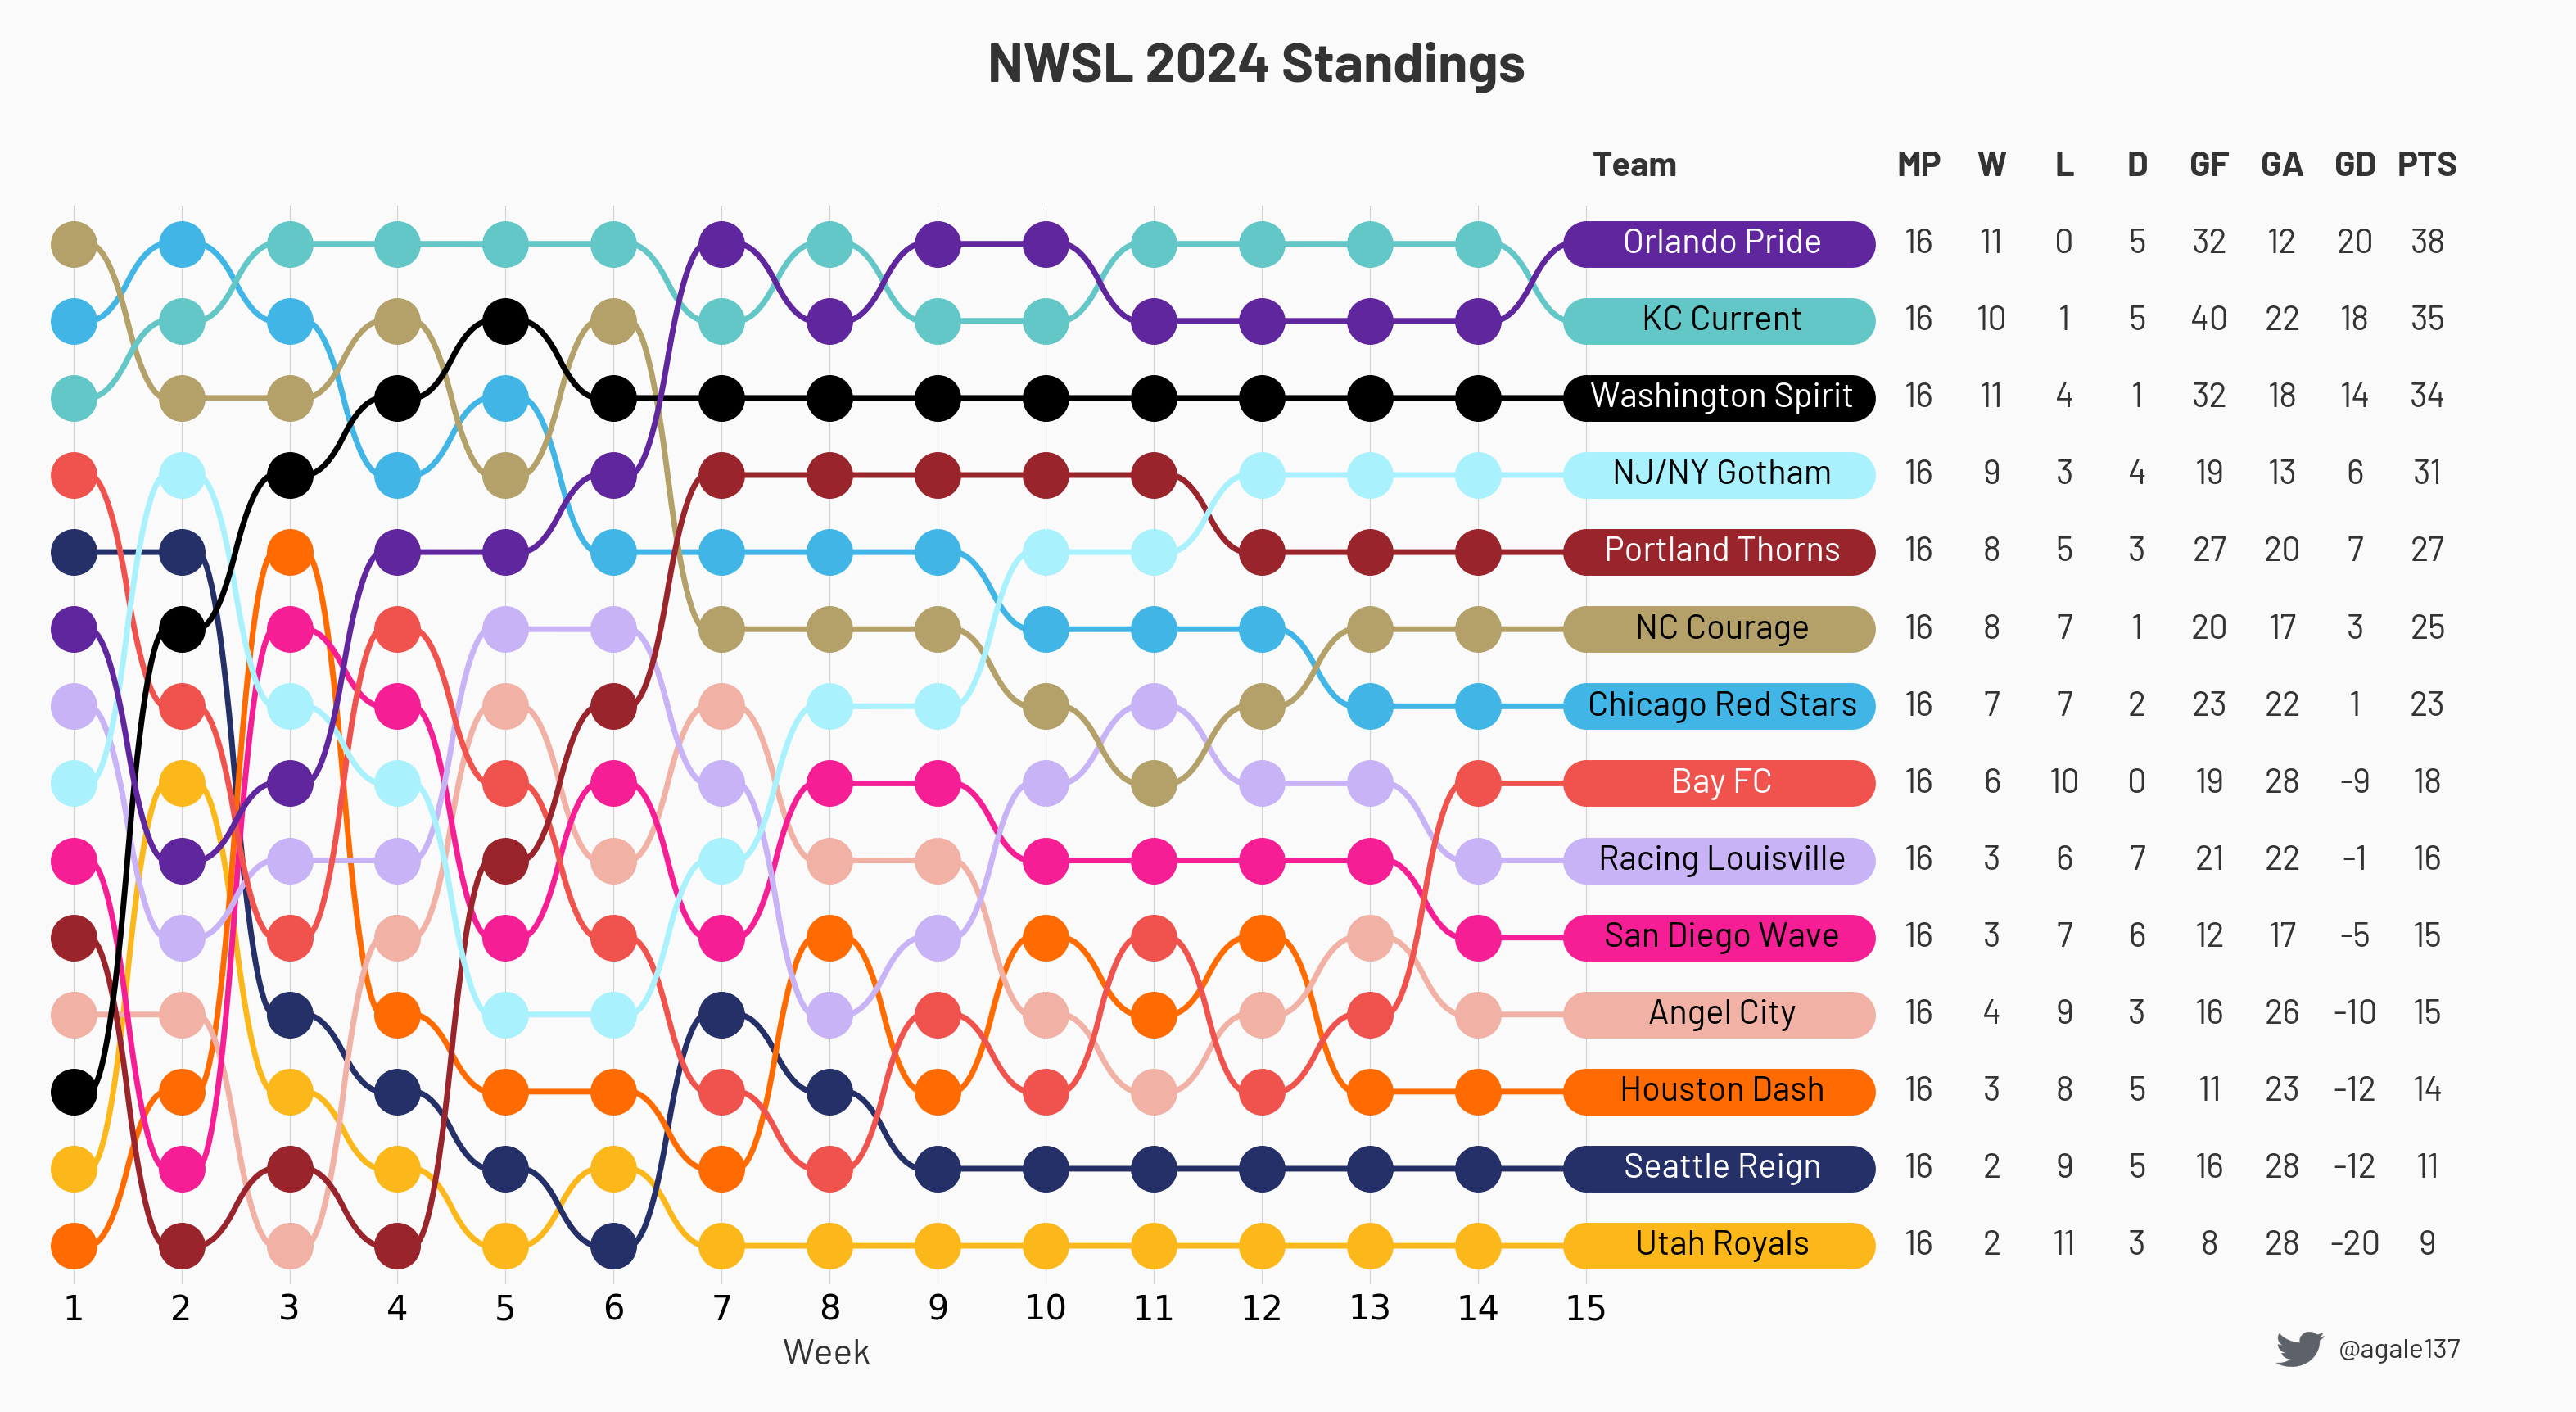 NWSL 2024 Standings
Team MP W L D GF GA GD PTS
Orlando Pride 16 11 0 5 32 12 20 38
KC Current 16 10 1 5 40 22 18 35
Washington Spirit 16 11 4 1 32 18 14 34
NJ/NY Gotham 16 9 3 4 19 13 6 31
Portland Thorns 16 8 5 3 27 20 7 27
NC Courage 16 8 7 1 20 17 3 25
Chicago Red Stars 16 7 7 2 23 22 1 23
Bay FC 16 6 10 0 19 28 -9 18
Racing Louisville 16 3 6 7 21 22 -1 16
San Diego Wave 16 3 7 6 12 17 -5 15
Angel City 16 4 9 3 16 26 -10 15
Houston Dash 16 3 8 5 11 23 -12 14
Seattle Reign 16 2 9 5 16 28 -12 11
Utah Royals 16 2 11 3 8 28 -20 9
1 2 3 4 5 6 7 8 9 10 11 12 13 14 15
Week
@agale137